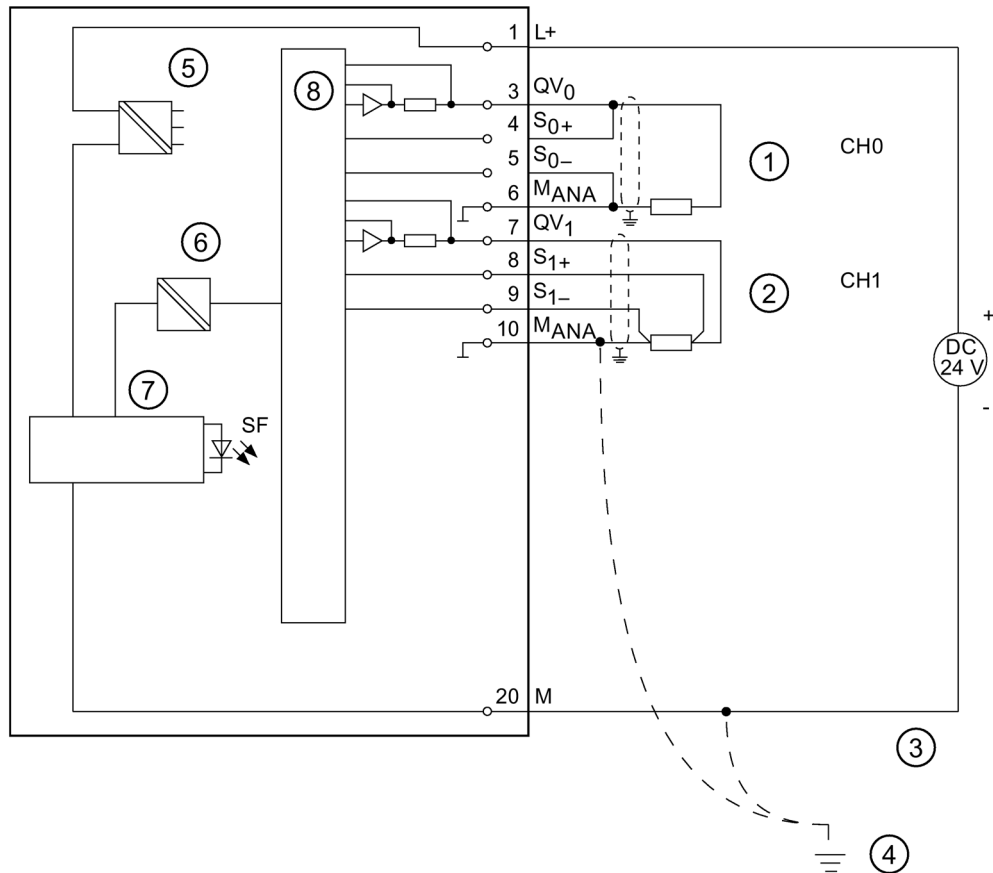 1 L+
5
8
3 QV0
4 S0+
1 CH0
5 S0–
6 MANA
7 QV1
6
8 S1+
2 CH1
9 S1–
10 MANA
+
DC
24 V
-
7
SF
20 M
3
4